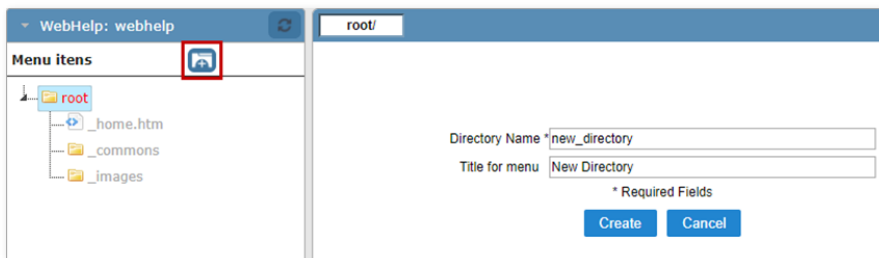 WebHelp: webhelp
root/
Menu itens
root
_home.htm
_commons
_images
Directory Name * new_directory
Title for menu New Directory
* Required Fields
Create Cancel